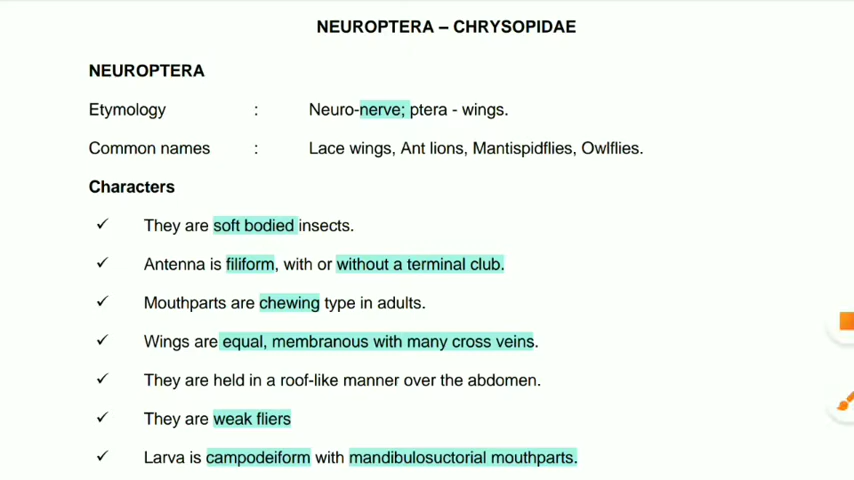 NEUROPTERA – CHRYSOPIDAE
NEUROPTERA
Etymology : Neuro-nerve; ptera - wings.
Common names : Lace wings, Ant lions, Mantispidflies, Owlflies.
Characters
✓ They are soft bodied insects.
✓ Antenna is filiform, with or without a terminal club.
✓ Mouthparts are chewing type in adults.
✓ Wings are equal, membranous with many cross veins.
✓ They are held in a roof-like manner over the abdomen.
✓ They are weak fliers
✓ Larva is campodeiform with mandibulosuctorial mouthparts.